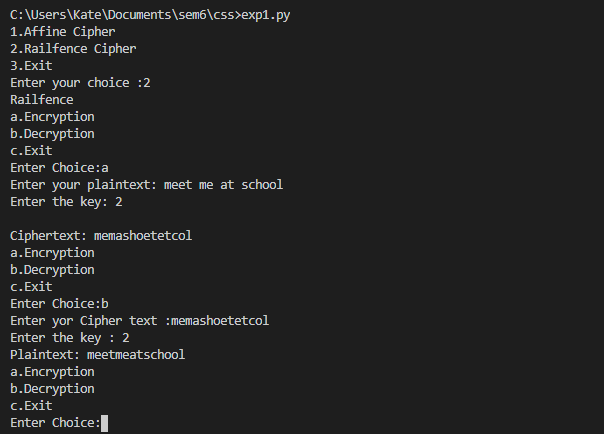 C:\Users\Kate\Documents\sem6\css>exp1.py
1.Affine Cipher
2.Railfence Cipher
3.Exit
Enter your choice :2
Railfence
a.Encryption
b.Decryption
c.Exit
Enter Choice:a
Enter your plaintext: meet me at school
Enter the key: 2
Ciphertext: memashoetetcol
a.Encryption
b.Decryption
c.Exit
Enter Choice:b
Enter yor Cipher text :memashoetetcol
Enter the key : 2
Plaintext: meetmeatschool
a.Encryption
b.Decryption
c.Exit
Enter Choice: